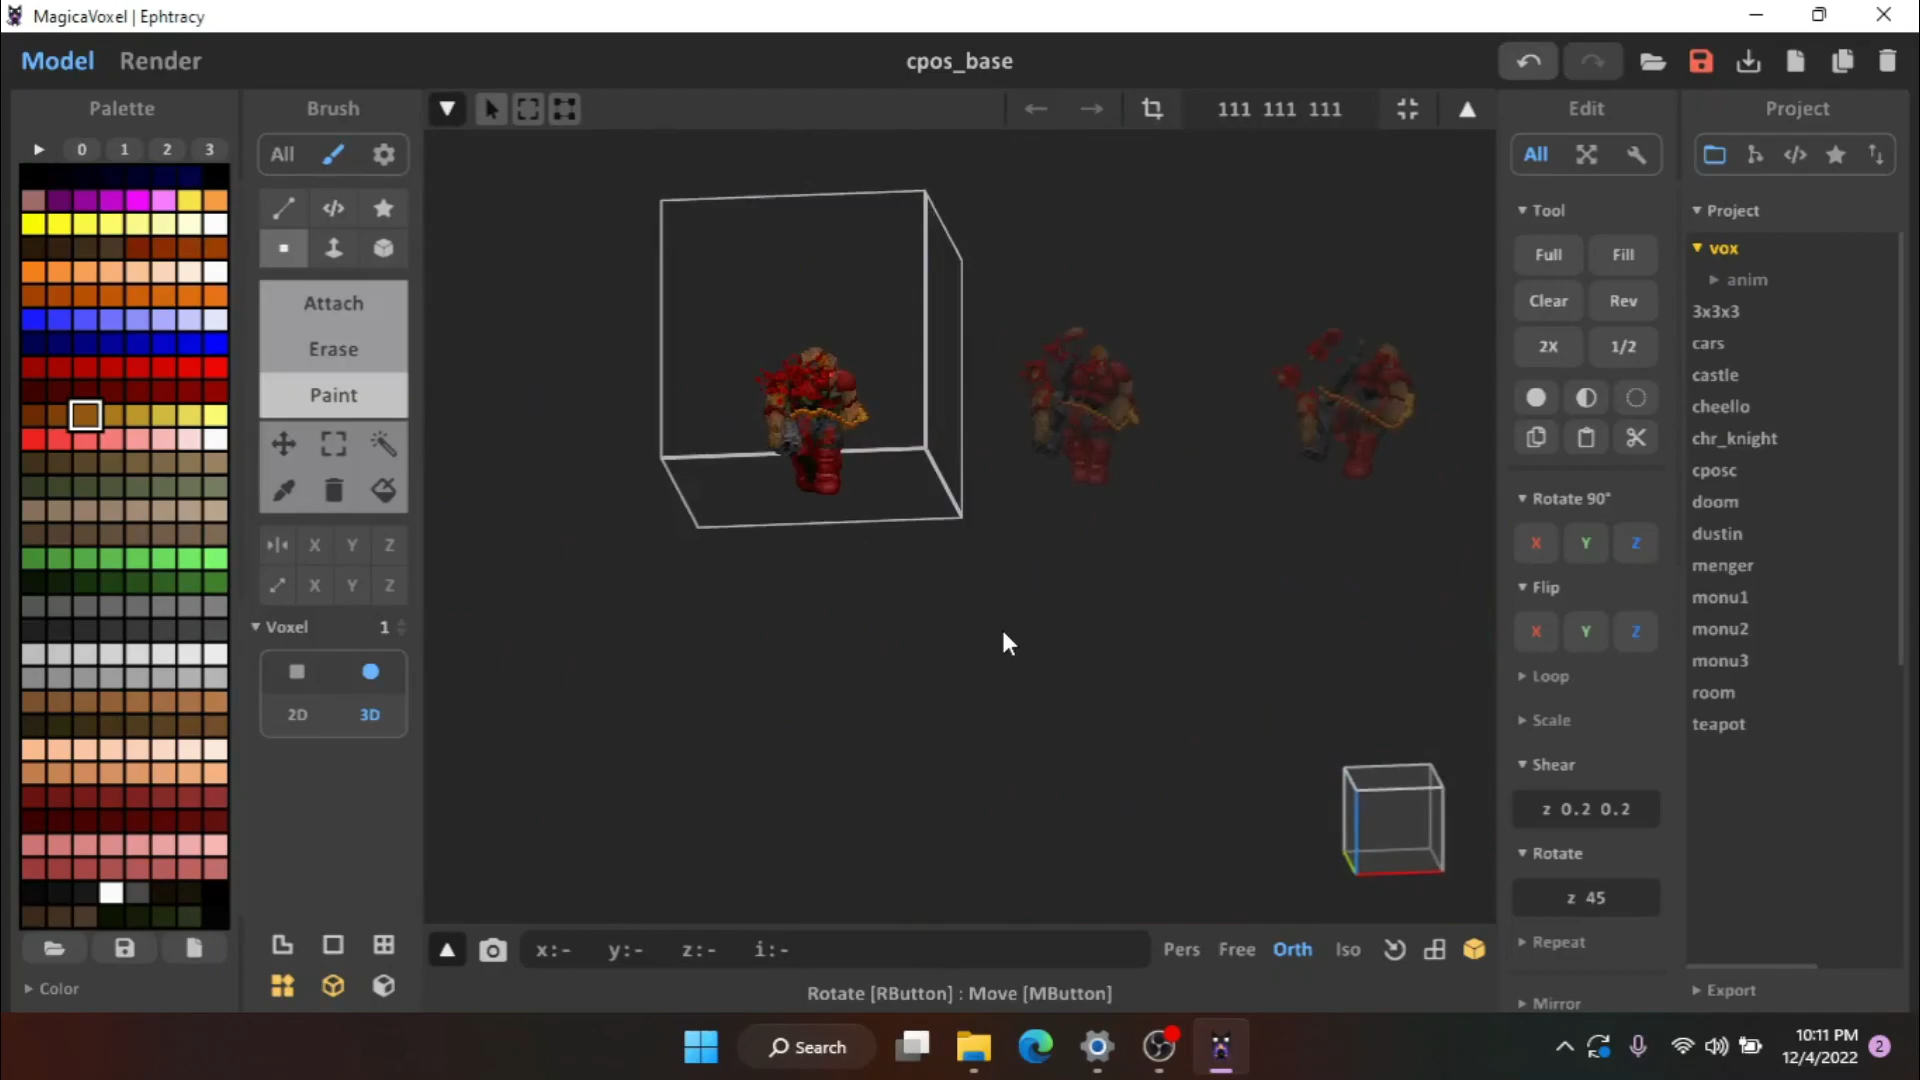 MagicaVoxel | Ephtracy
Model Render
cpos_base
Palette
0 1 2 3
Color
Brush
All
Attach
Erase
Paint
X Y Z
X Y Z
Voxel 1
2D 3D
111 111 111
x:- y:- z:- i:-
Pers Free Orth Iso
Rotate [RButton] : Move [MButton]
Edit
All
Tool
Full Fill
Clear Rev
2X 1/2
Rotate 90°
X Y Z
Flip
X Y Z
Loop
Scale
Shear
z 0.2 0.2
Rotate
z 45
Repeat
Mirror
Project
Project
vox
anim
3x3x3
cars
castle
cheello
chr_knight
cposc
doom
dustin
menger
monu1
monu2
monu3
room
teapot
Export
Search
10:11 PM
12/4/2022
2